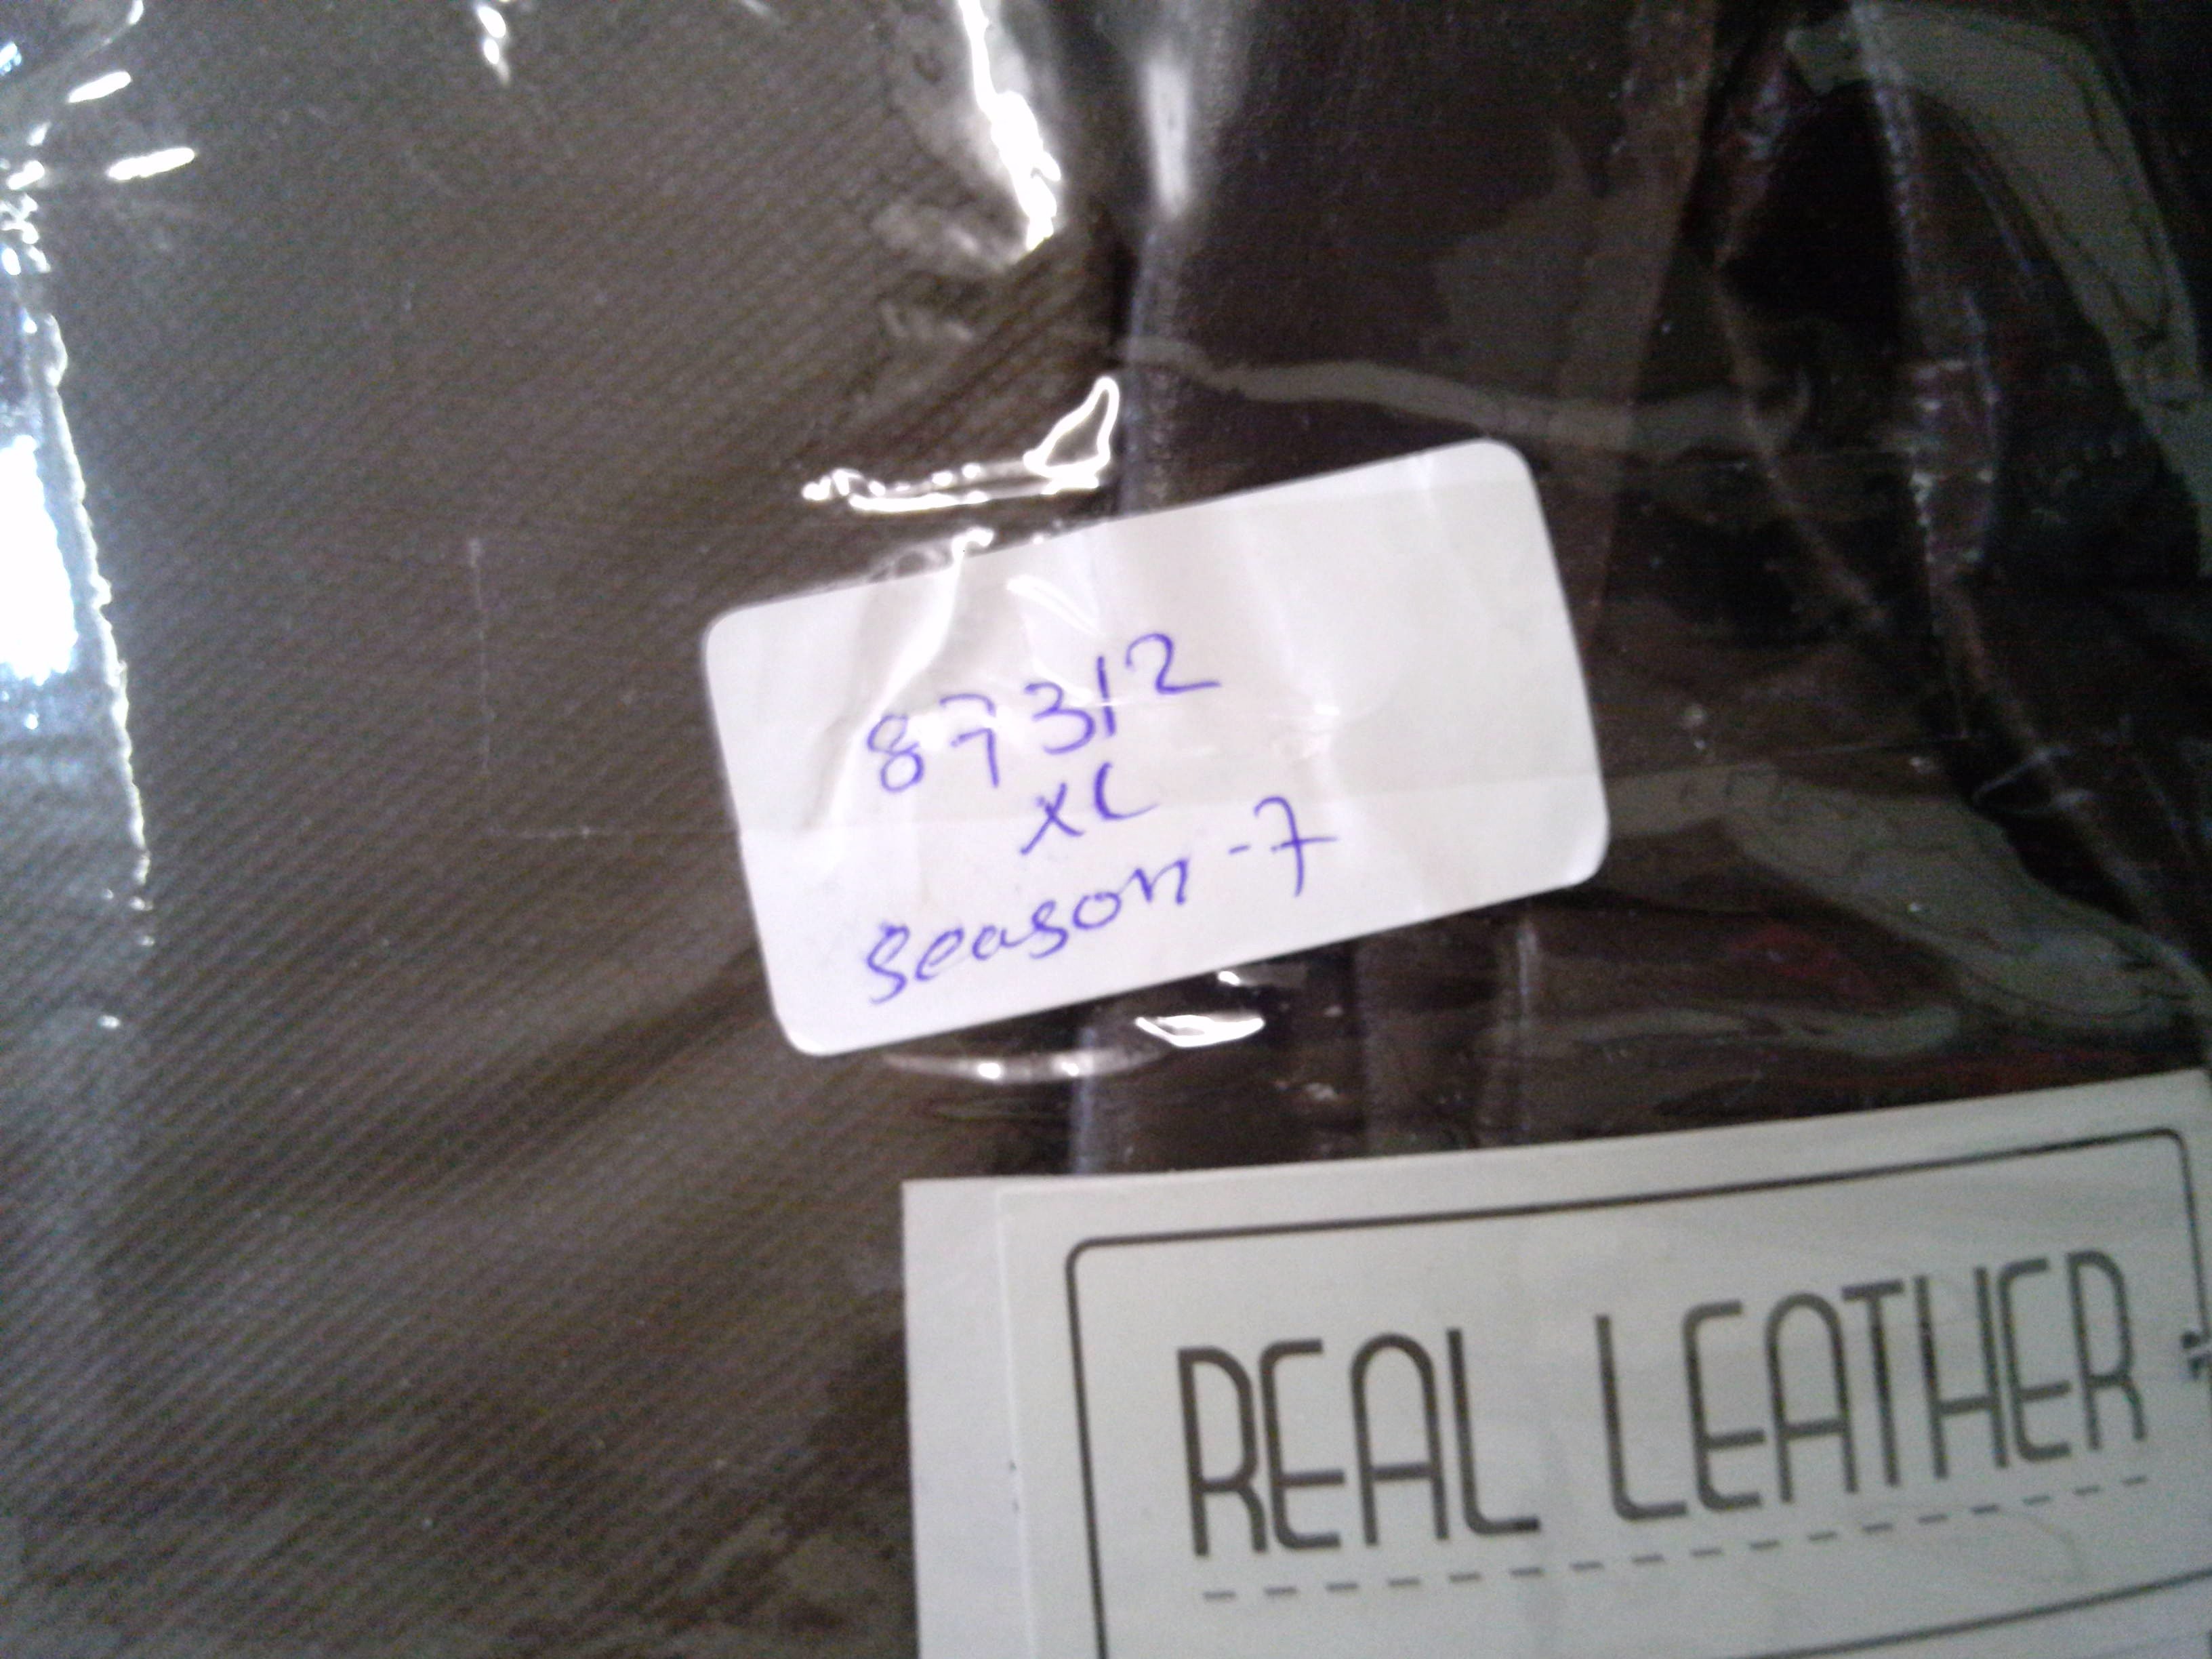 87312
XL
season-7
REAL LEATHER